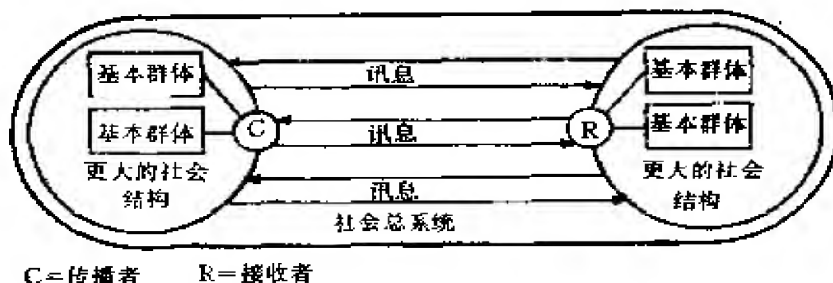 基本群体
基本群体
更大的社会
结构
C
讯息
讯息
讯息
社会总系统
R
基本群体
基本群体
更大的社会
结构
C=传播者 R=接收者